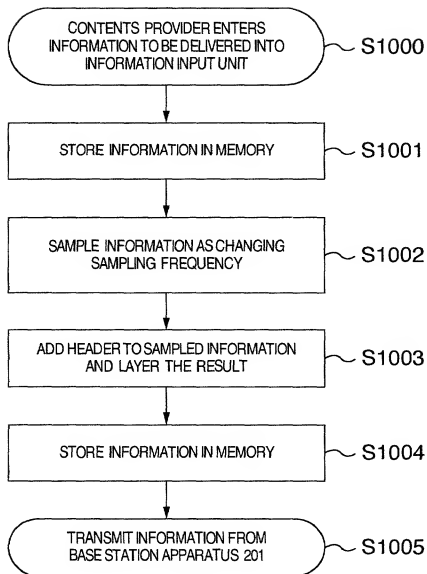 CONTENTS PROVIDER ENTERS
INFORMATION TO BE DELIVERED INTO
INFORMATION INPUT UNIT
S1000
STORE INFORMATION IN MEMORY
S1001
SAMPLE INFORMATION AS CHANGING
SAMPLING FREQUENCY
S1002
ADD HEADER TO SAMPLED INFORMATION
AND LAYER THE RESULT
S1003
STORE INFORMATION IN MEMORY
S1004
TRANSMIT INFORMATION FROM
BASE STATION APPARATUS 201
S1005